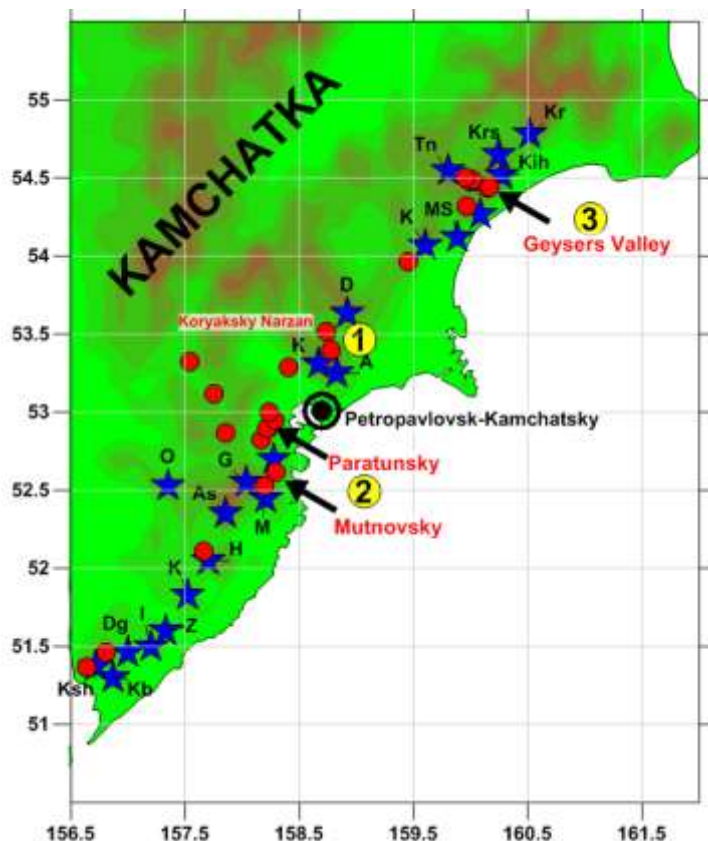 55
54.5
54
53.5
53
52.5
52
51.5
51
KAMCHATKA
Kr
Krs
Tn
Kih
MS
K
3
Geysers Valley
D
Koryaksky Narzan
1
K
A
Petropavlovsk-Kamchatsky
Paratunsky
O
G
2
As
Mutnovsky
M
H
K
I
Dg
Z
Ksh
Kb
156.5 157.5 158.5 159.5 160.5 161.5